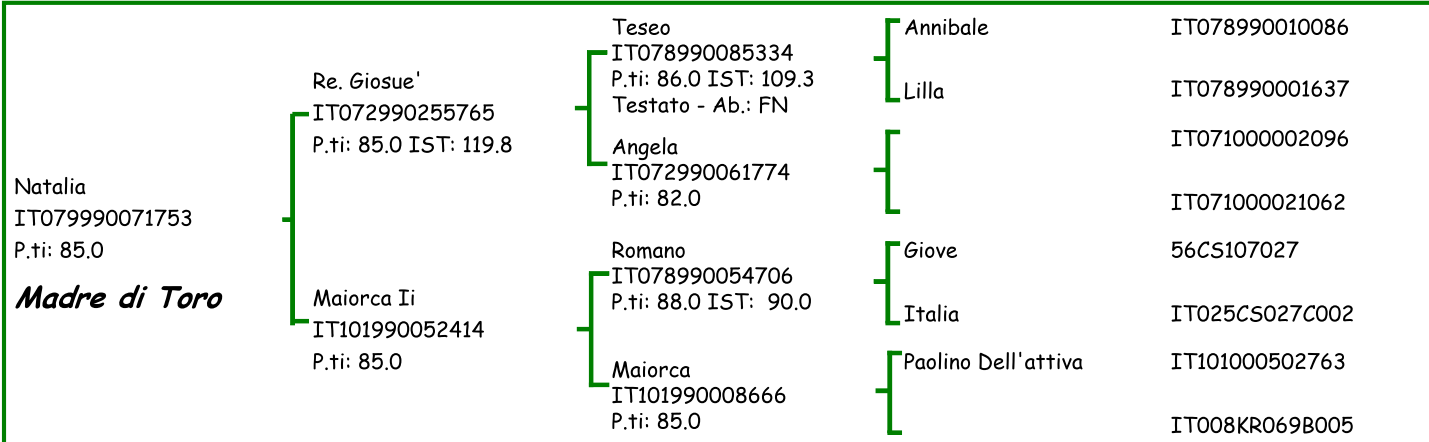 Natalia
IT079990071753
P.ti: 85.0
Madre di Toro
Re. Giosue'
IT072990255765
P.ti: 85.0 IST: 119.8
Maiorca Ii
IT101990052414
P.ti: 85.0
Teseo
IT078990085334
P.ti: 86.0 IST: 109.3
Testato - Ab.: FN
Angela
IT072990061774
P.ti: 82.0
Romano
IT078990054706
P.ti: 88.0 IST: 90.0
Maiorca
IT101990008666
P.ti: 85.0
Annibale IT078990010086
Lilla IT078990001637
IT071000002096
IT071000021062
Giove 56CS107027
Italia IT025CS027C002
Paolino Dell'attiva IT101000502763
IT008KR069B005